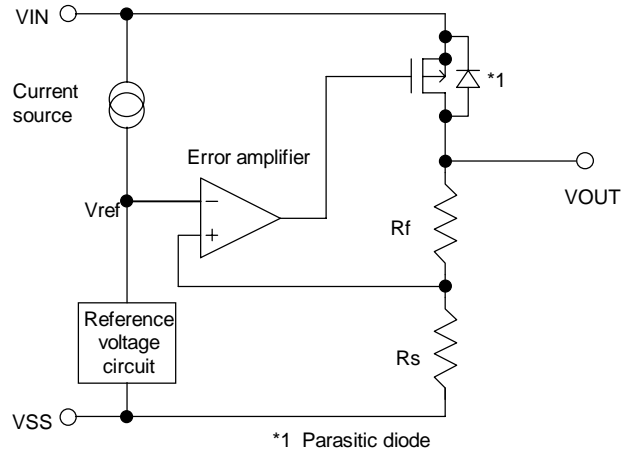 VIN
*1
Current
source
Error amplifier
Vref
−
+
VOUT
Rf
Reference
voltage
circuit
Rs
VSS
*1 Parasitic diode